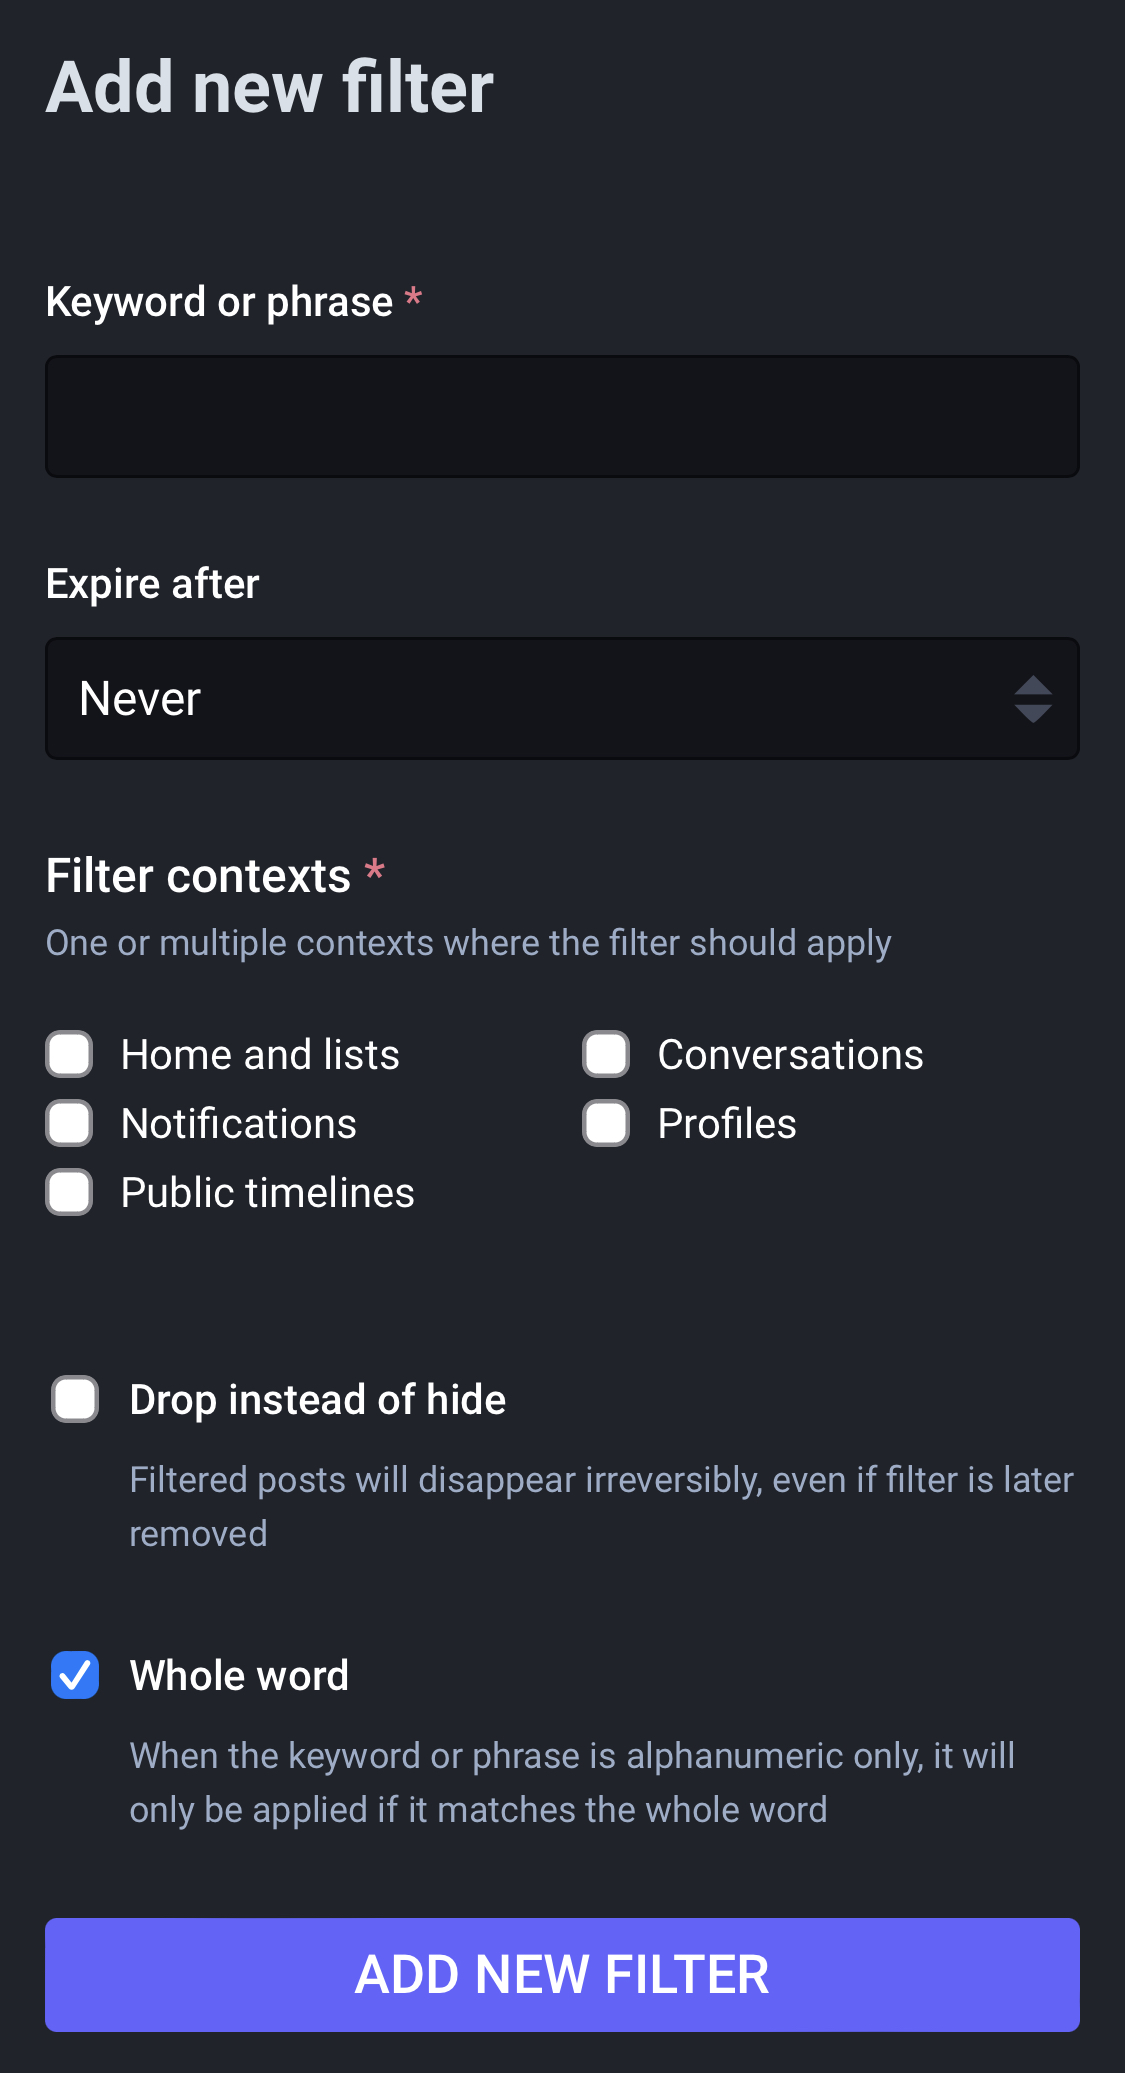 Add new filter
Keyword or phrase *
Expire after
Never
Filter contexts *
One or multiple contexts where the filter should apply
Home and lists
Conversations
Notifications
Profiles
Public timelines
Drop instead of hide
Filtered posts will disappear irreversibly, even if filter is later
removed
Whole word
When the keyword or phrase is alphanumeric only, it will
only be applied if it matches the whole word
ADD NEW FILTER